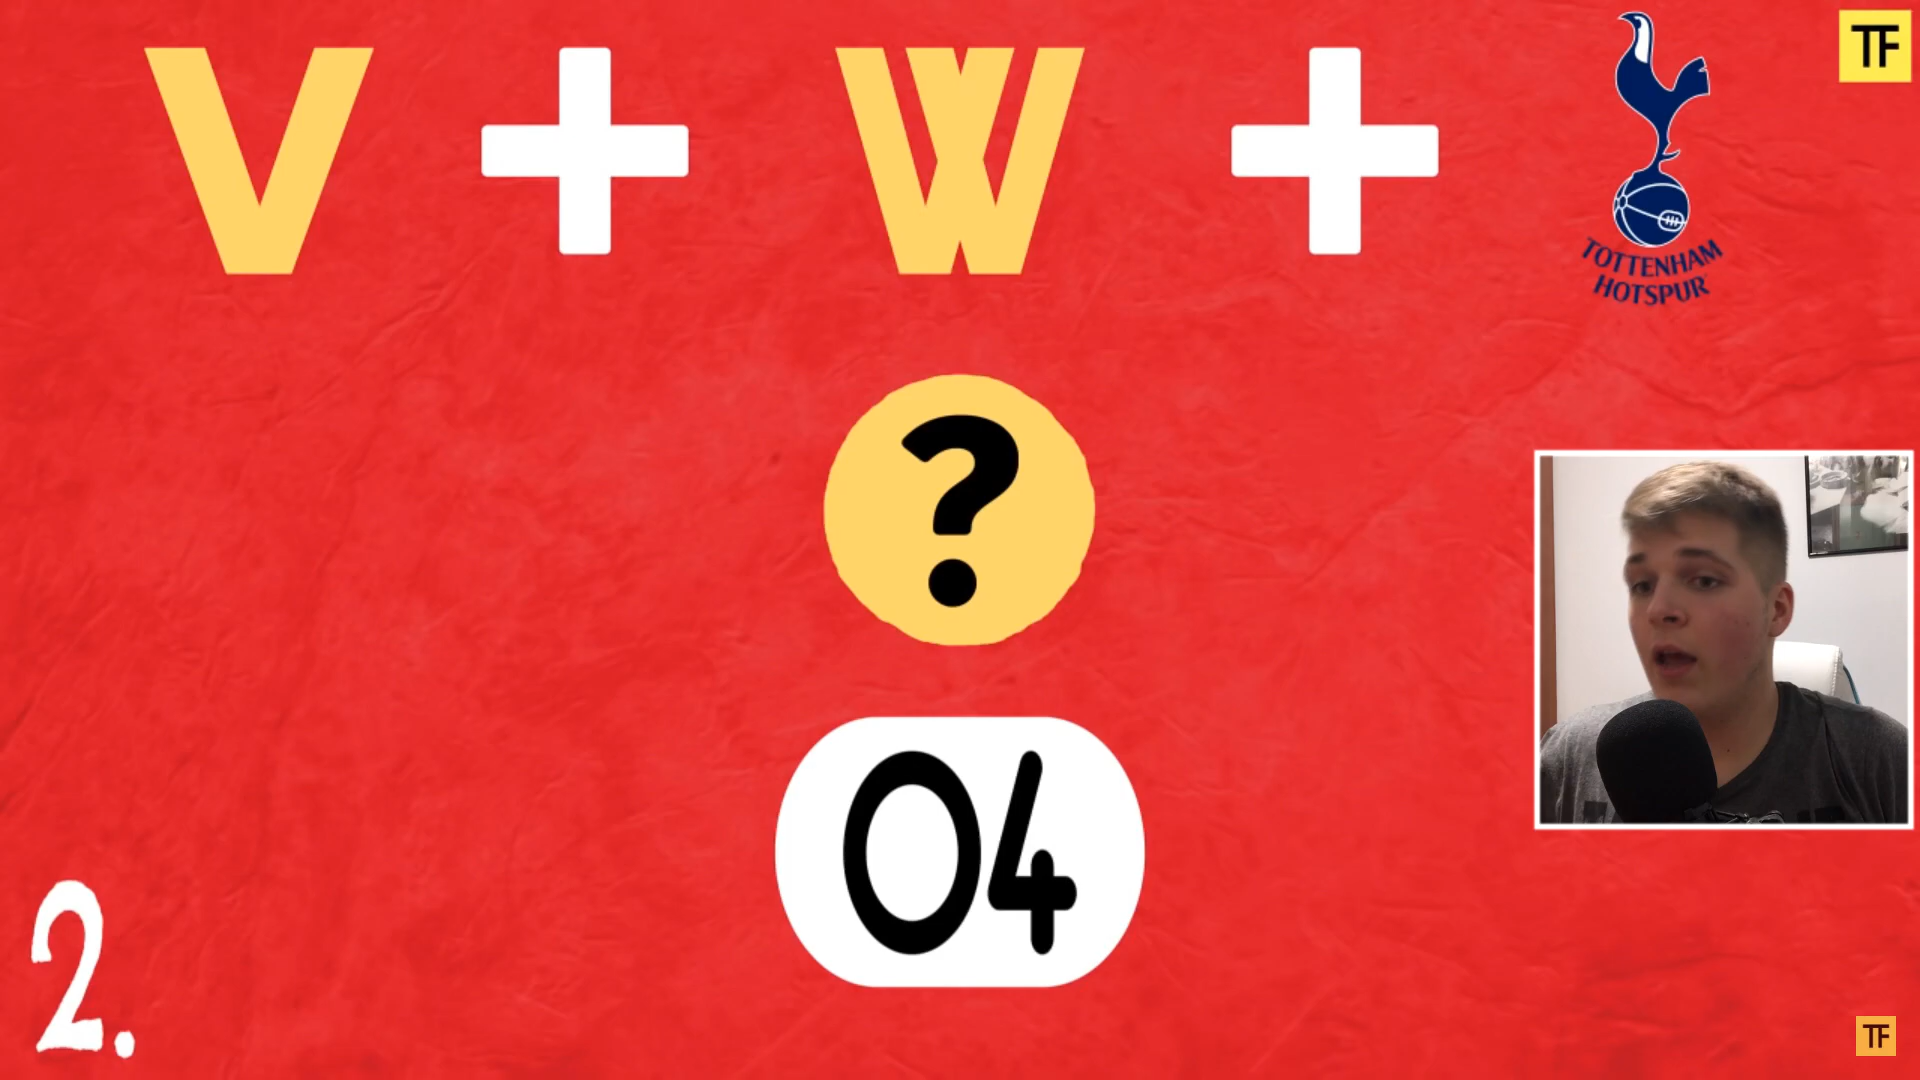 V + W +
TF
TOTTENHAM
HOTSPUR
?
04
2.
TF